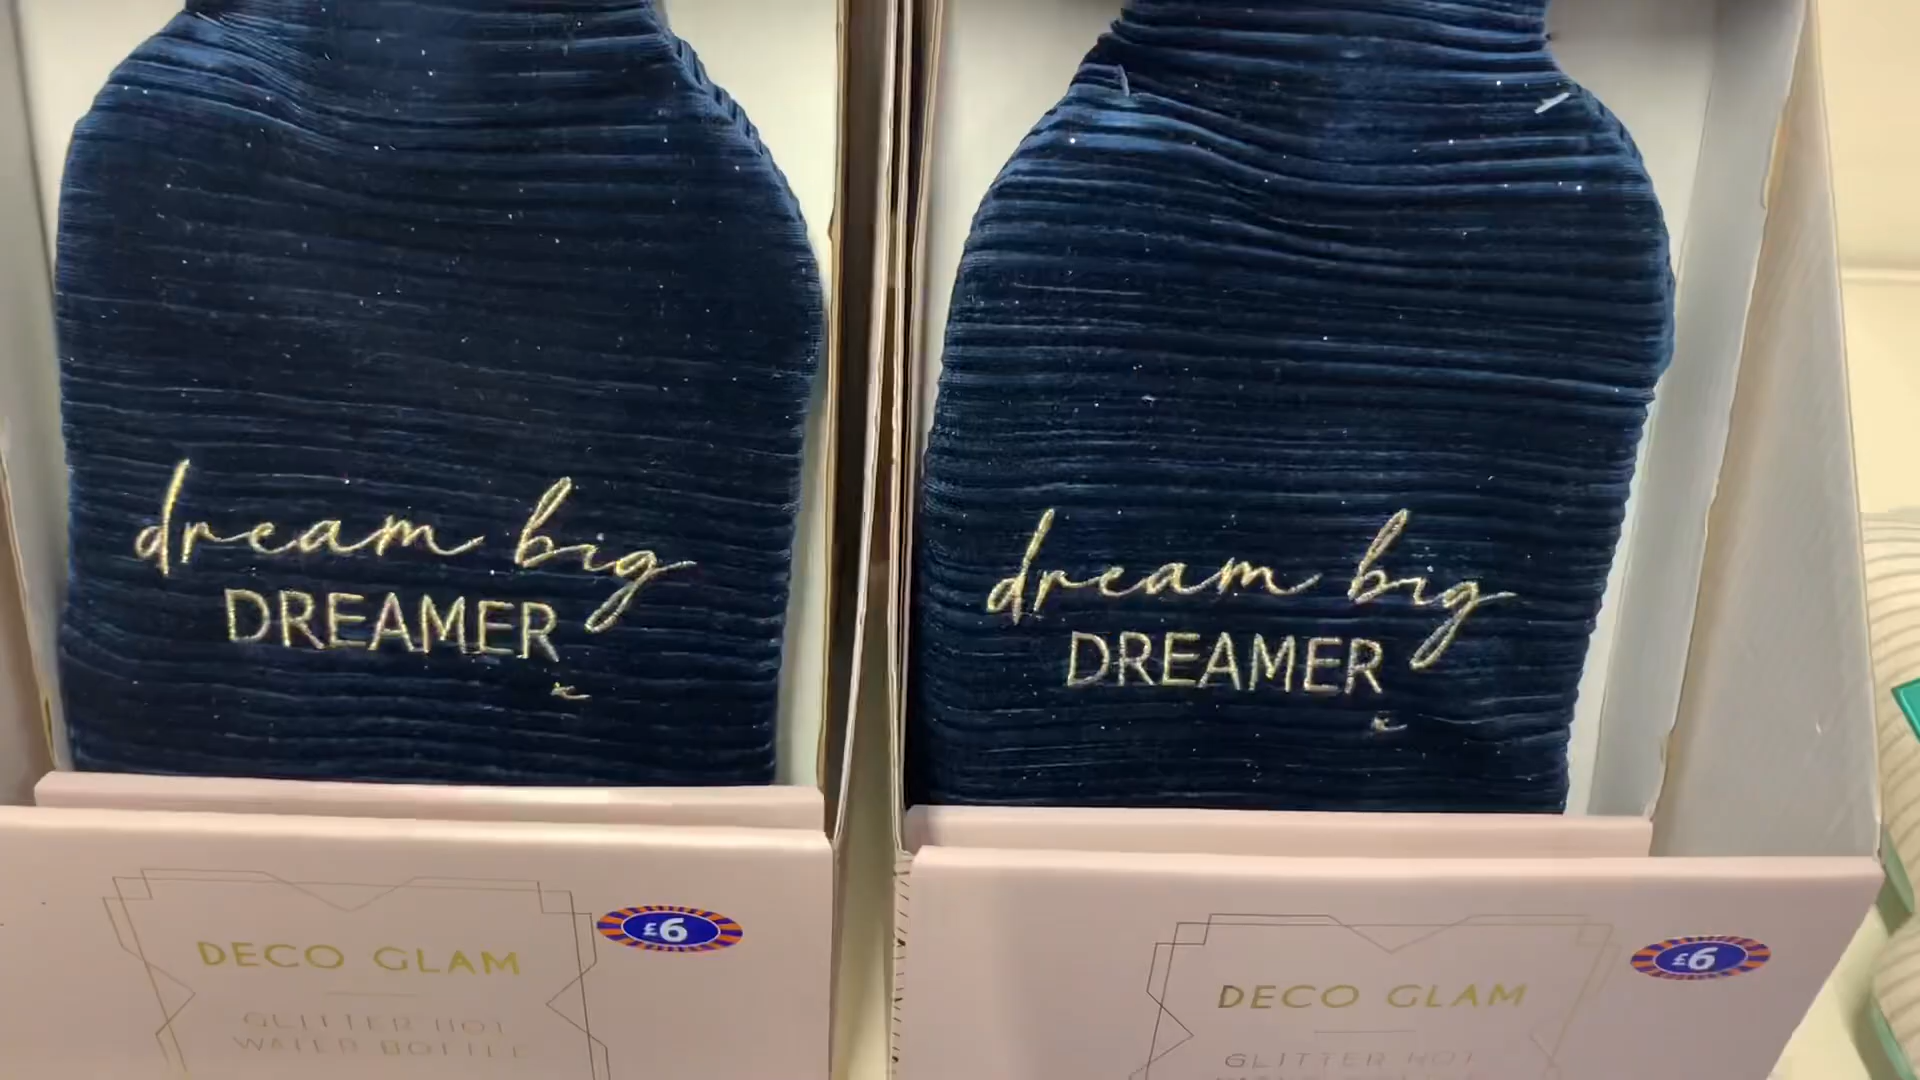 dream big
DREAMER
x
dream big
DREAMER
x
DECO GLAM
GLITTER HOT
WATER BOTTLE
£6
DECO GLAM
GLITTER HOT
£6